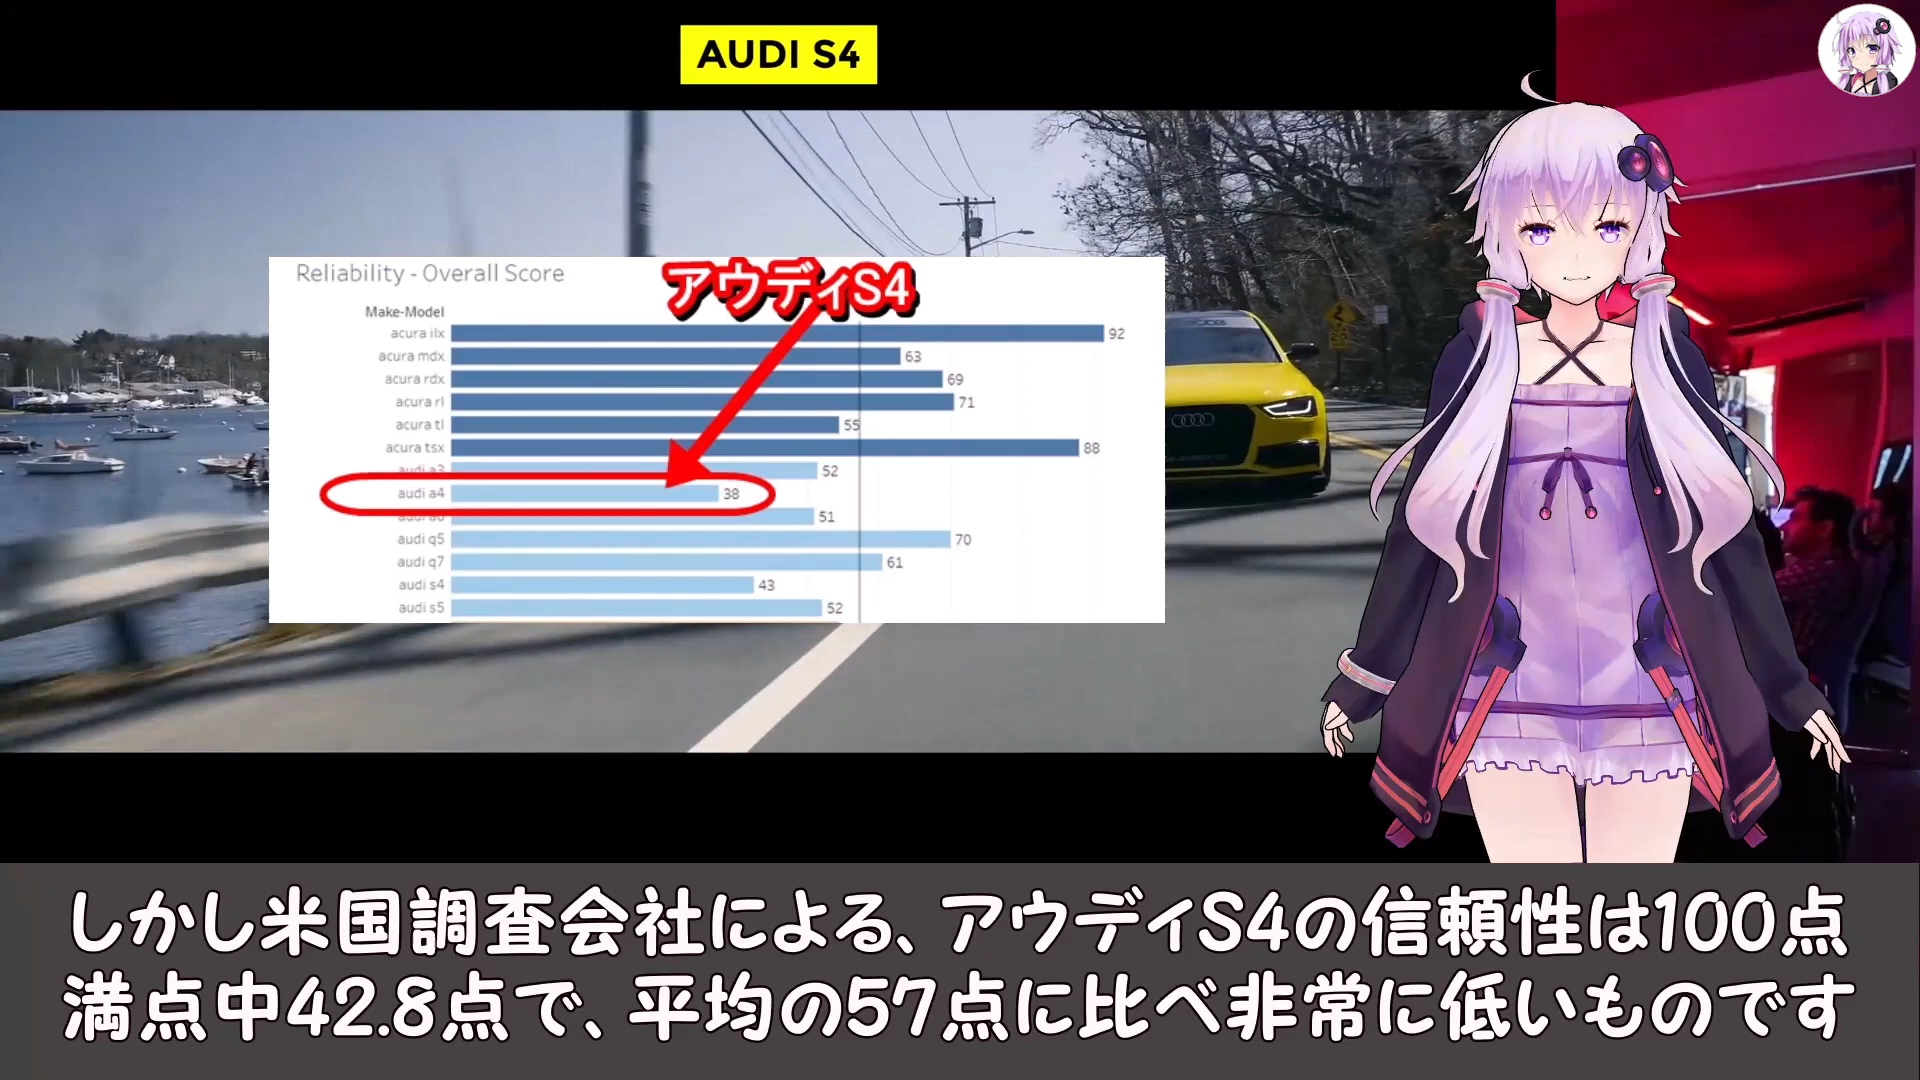 AUDI S4
Reliability - Overall Score
アウディS4
Make-Model
acura ilx 92
acura mdx 63
acura rdx 69
acura rl 71
acura tl 55
acura tsx 88
audi a3 52
audi a4 38
audi a6 51
audi q5 70
audi q7 61
audi s4 43
audi s5 52
しかし米国調査会社による、アウディS4の信頼性は100点
満点中42.8点で、平均の57点に比べ非常に低いものです